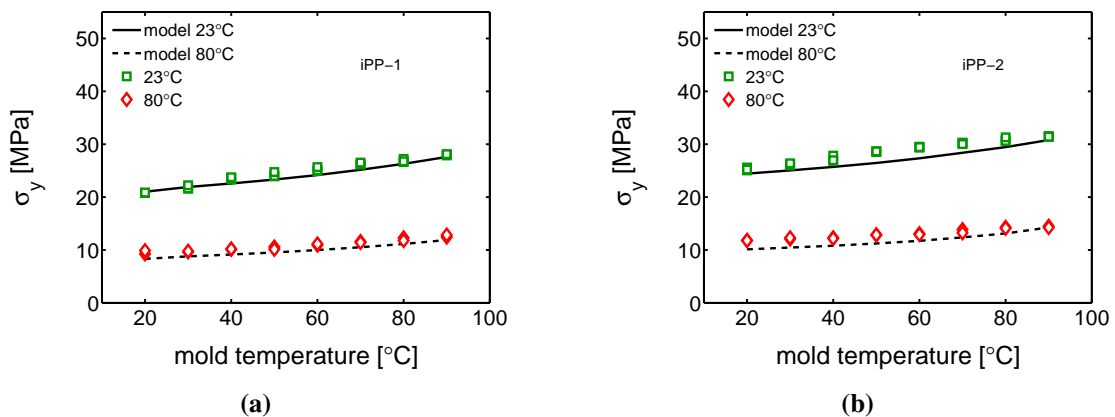 50
40
30
20
10
0
σy [MPa]
model 23°C
model 80°C
23°C
80°C
iPP−1
20 40 60 80 100
mold temperature [°C]
(a)
50
40
30
20
10
0
σy [MPa]
model 23°C
model 80°C
23°C
80°C
iPP−2
20 40 60 80 100
mold temperature [°C]
(b)